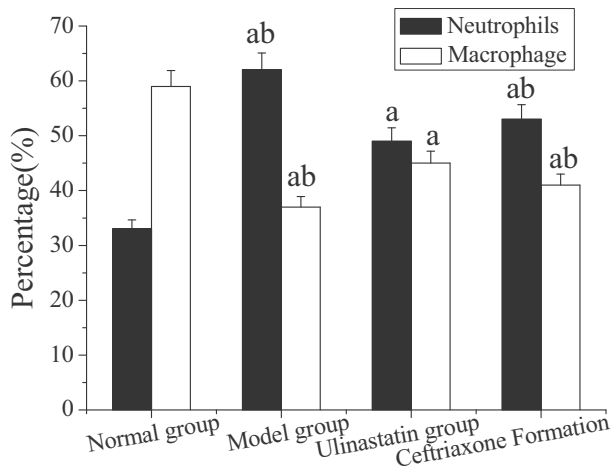 70
60
50
40
30
20
10
0
Percentage(%)
Neutrophils
Macrophage
ab
ab
a
a
ab
ab
Normal group
Model group
Ulinastatin group
Ceftriaxone Formation